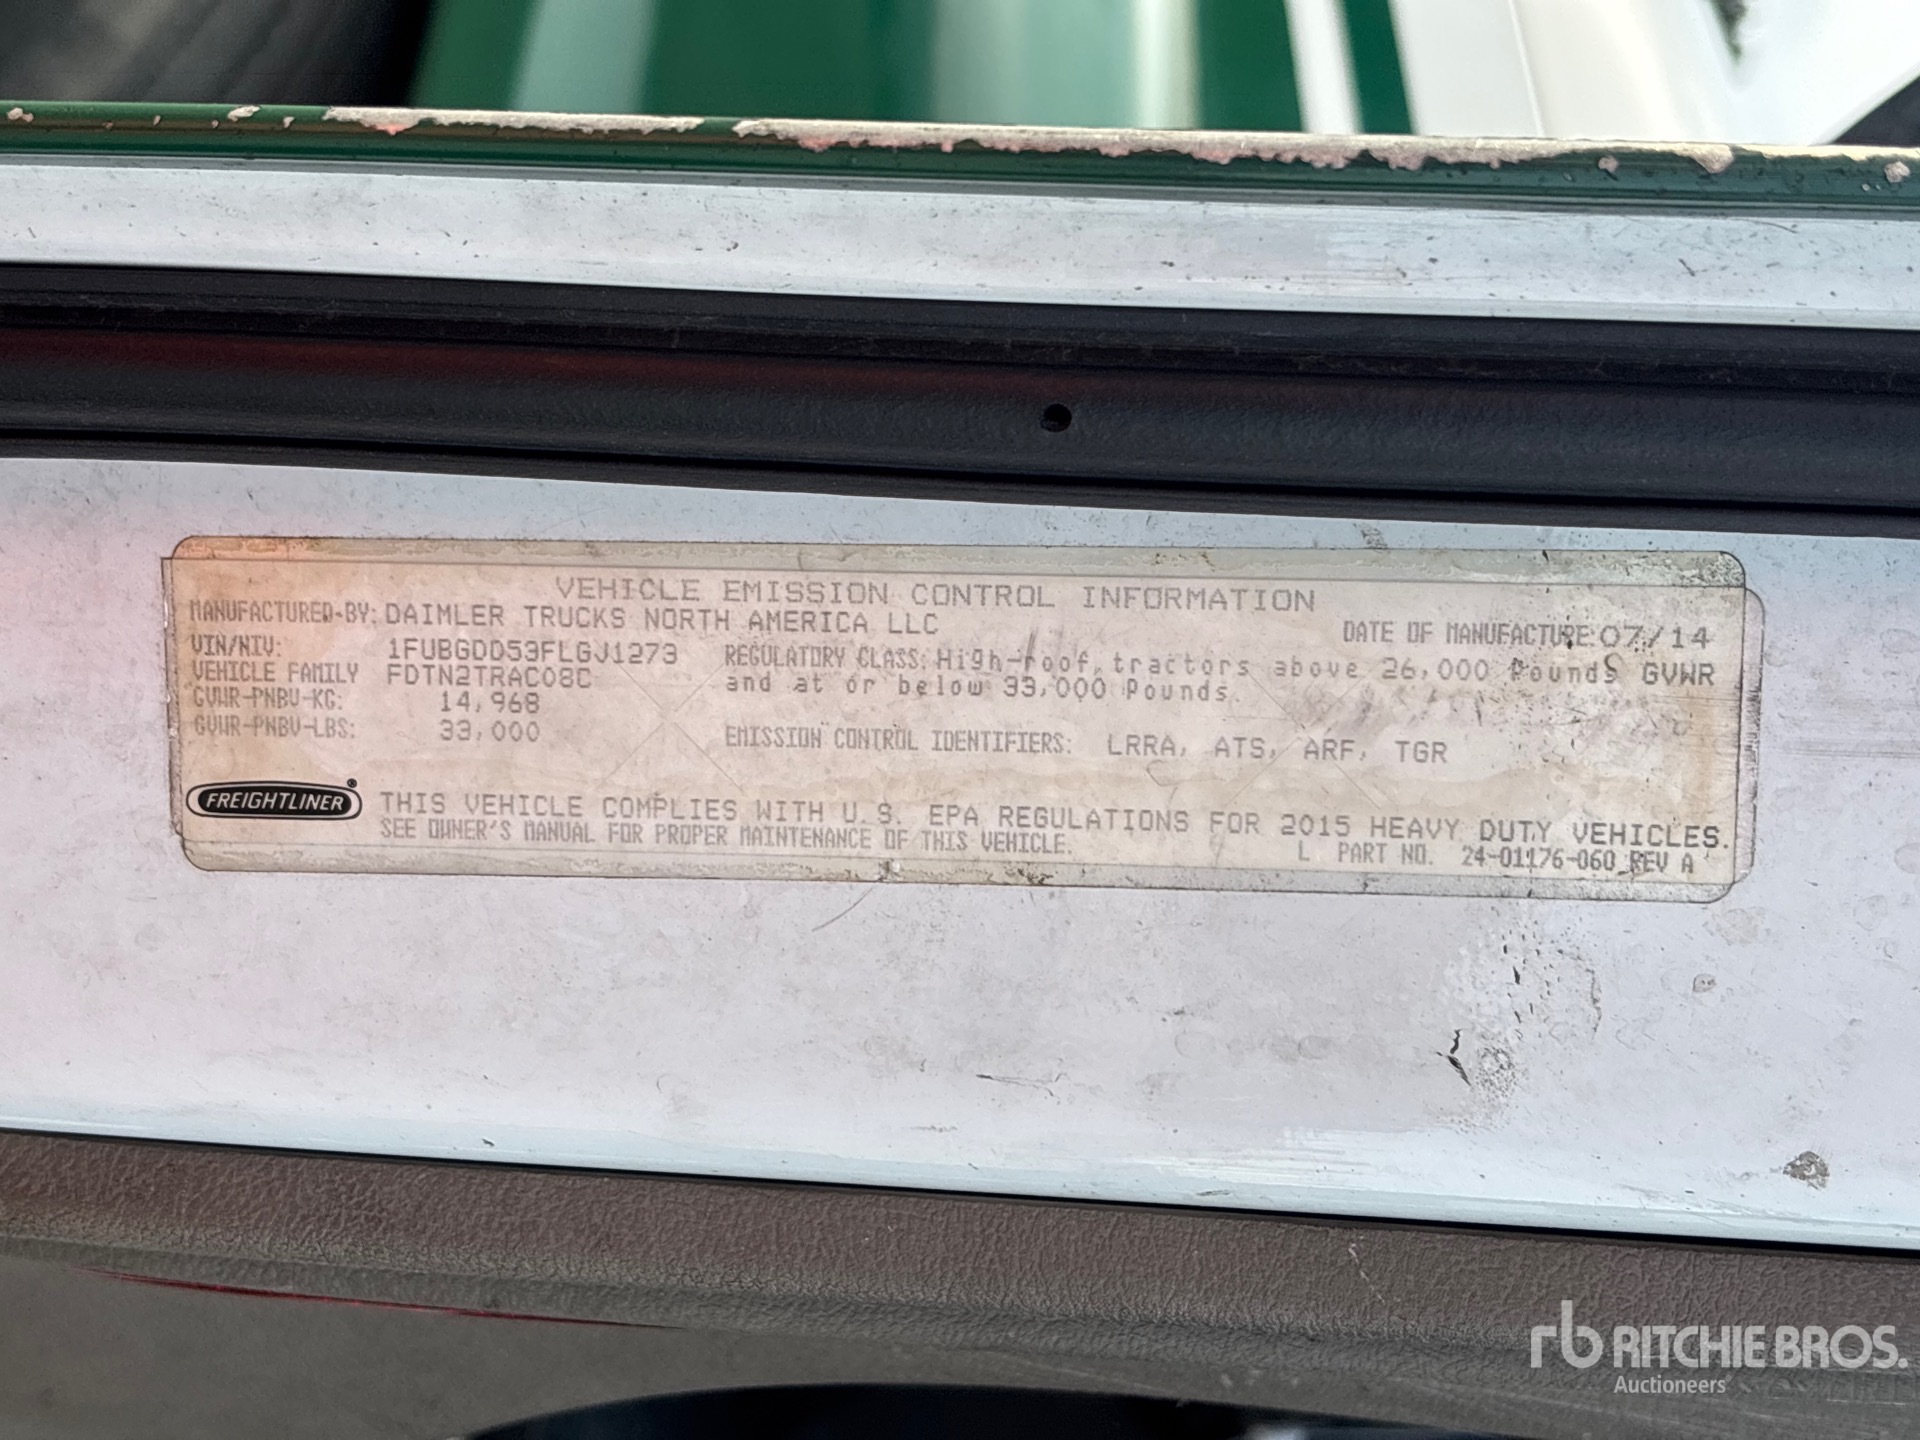 VEHICLE EMISSION CONTROL INFORMATION
MANUFACTURED-BY: DAIMLER TRUCKS NORTH AMERICA LLC
DATE OF MANUFACTURE: 07/14
VIN/NIV: 1FUBGDD53FLGJ1273
REGULATORY CLASS: High-roof, tractors above 26,000 Pounds GVWR
and at or below 33,000 Pounds.
VEHICLE FAMILY FDTN2TRAC08C
GVWR-PNBV-KG: 14,968
GVWR-PNBV-LBS: 33,000
EMISSION CONTROL IDENTIFIERS: LRRA, ATS, ARF, TGR
FREIGHTLINER®
THIS VEHICLE COMPLIES WITH U.S. EPA REGULATIONS FOR 2015 HEAVY DUTY VEHICLES.
SEE OWNER'S MANUAL FOR PROPER MAINTENANCE OF THIS VEHICLE.
L PART NO. 24-01176-060 REV A
rb RITCHIE BROS.
Auctioneers